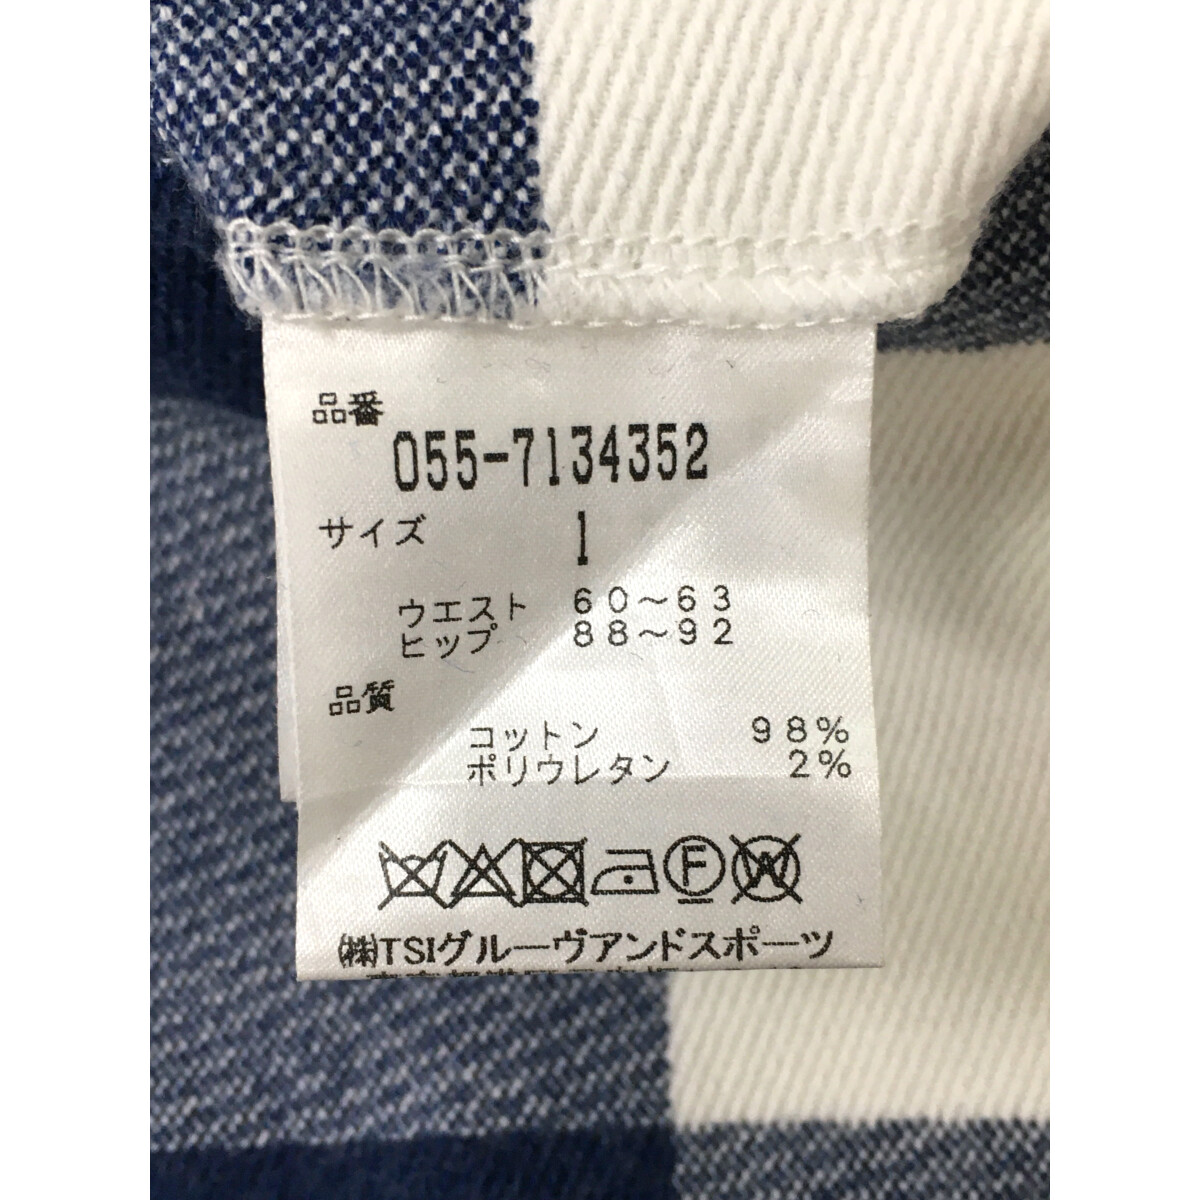 品番
055-7134352
サイズ 1
ウエスト 60～63
ヒップ 88～92
品質
コットン 98%
ポリウレタン 2%
F W
㈱TSIグルーヴアンドスポーツ